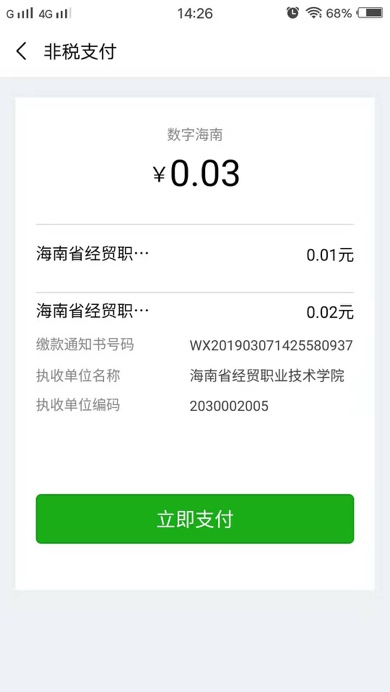 G 4G 14:26 68%
非税支付
数字海南
¥0.03
海南省经贸职… 0.01元
海南省经贸职… 0.02元
缴款通知书号码 WX201903071425580937
执收单位名称 海南省经贸职业技术学院
执收单位编码 2030002005
立即支付